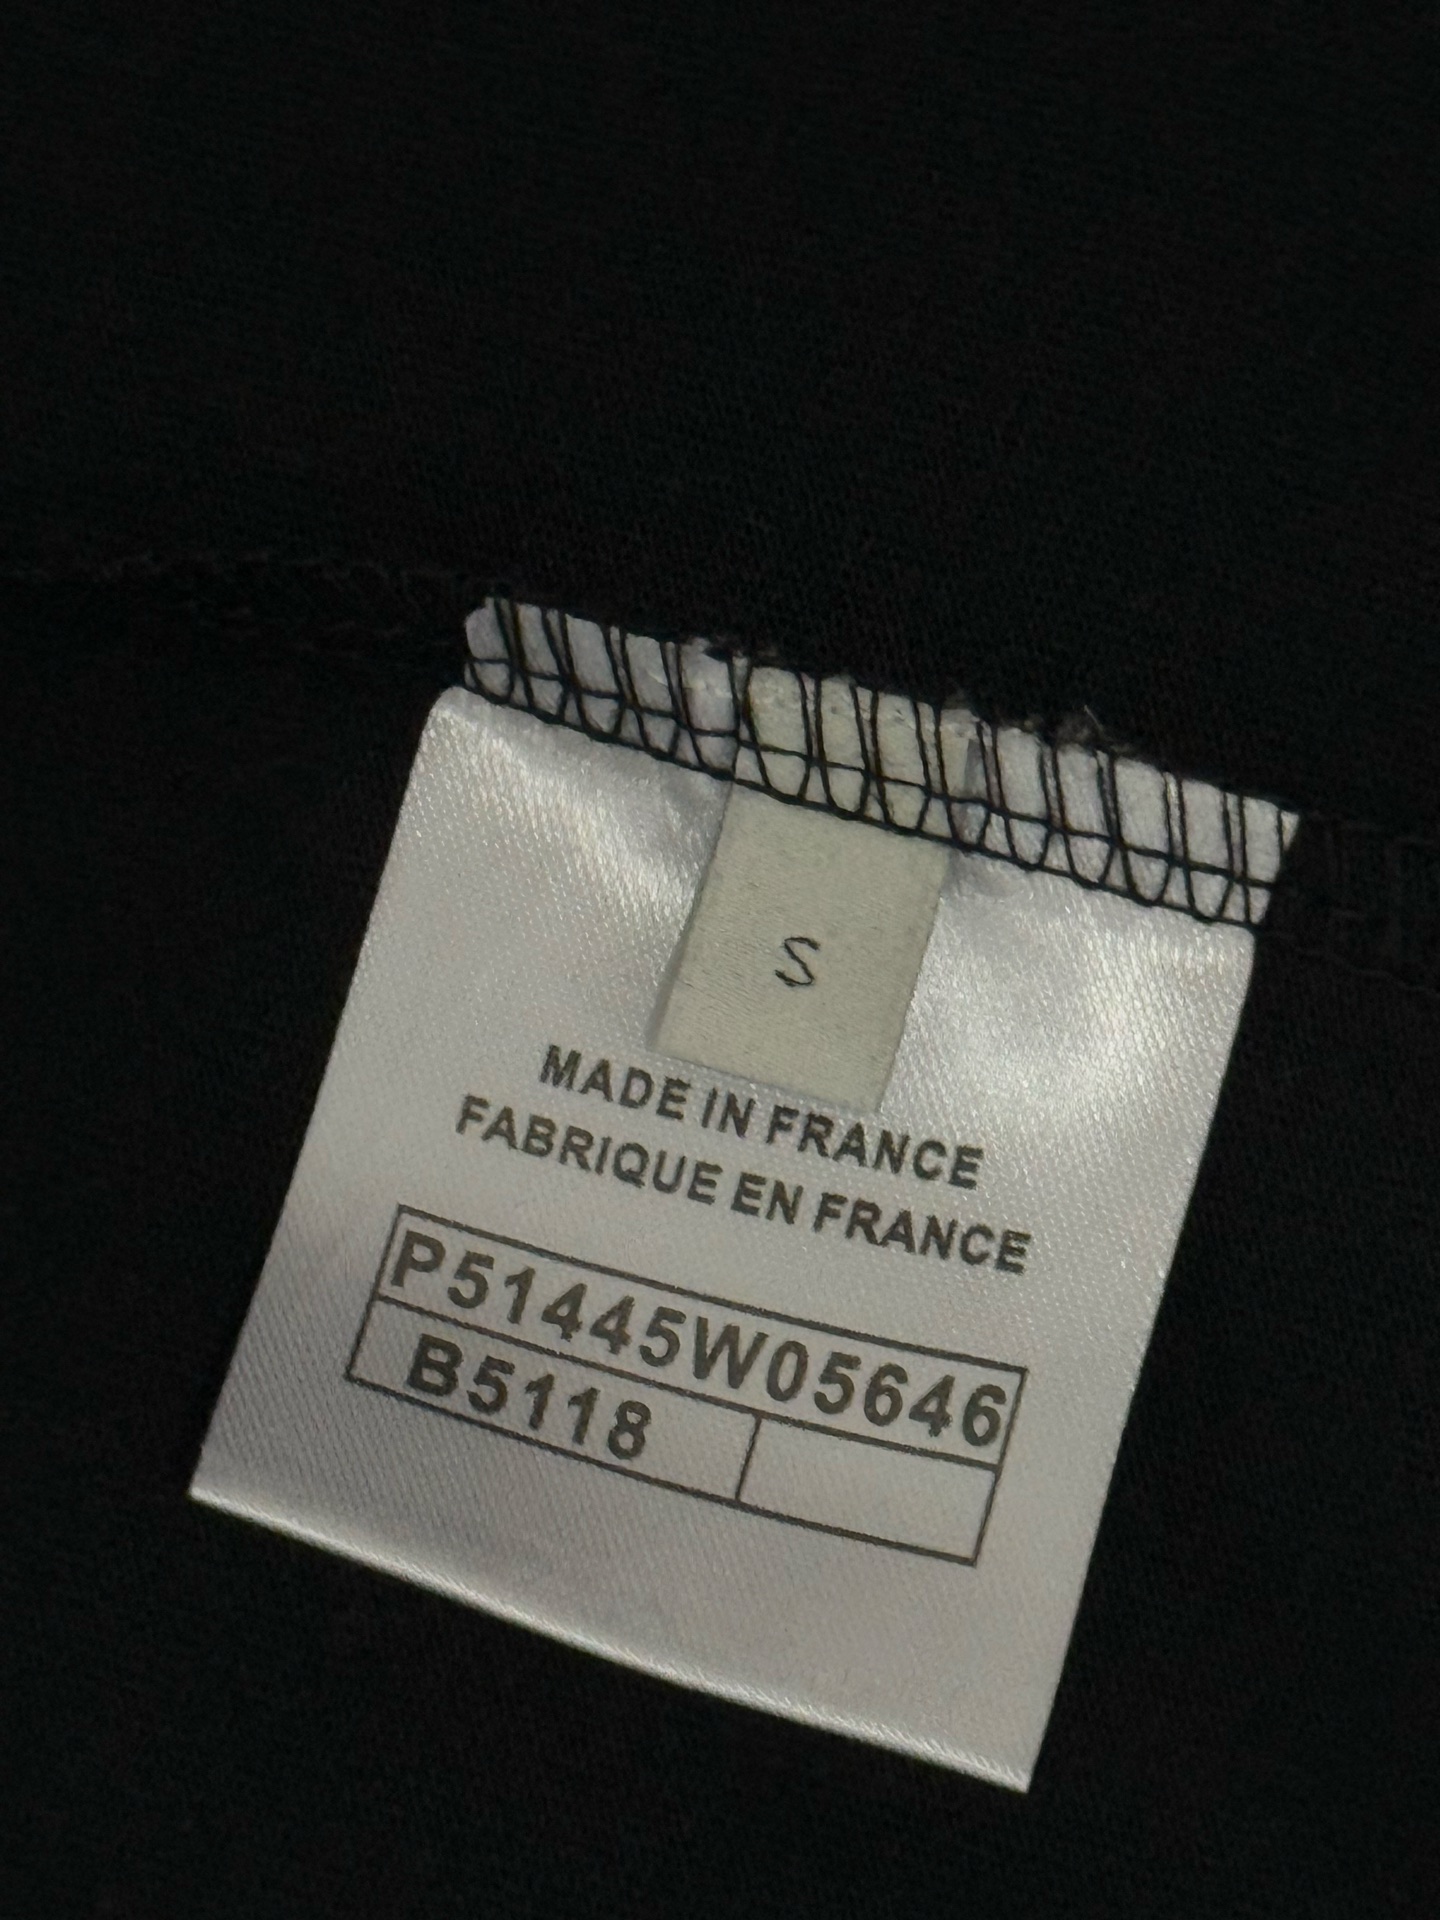 S
MADE IN FRANCE
FABRIQUE EN FRANCE
P51445W05646
B5118